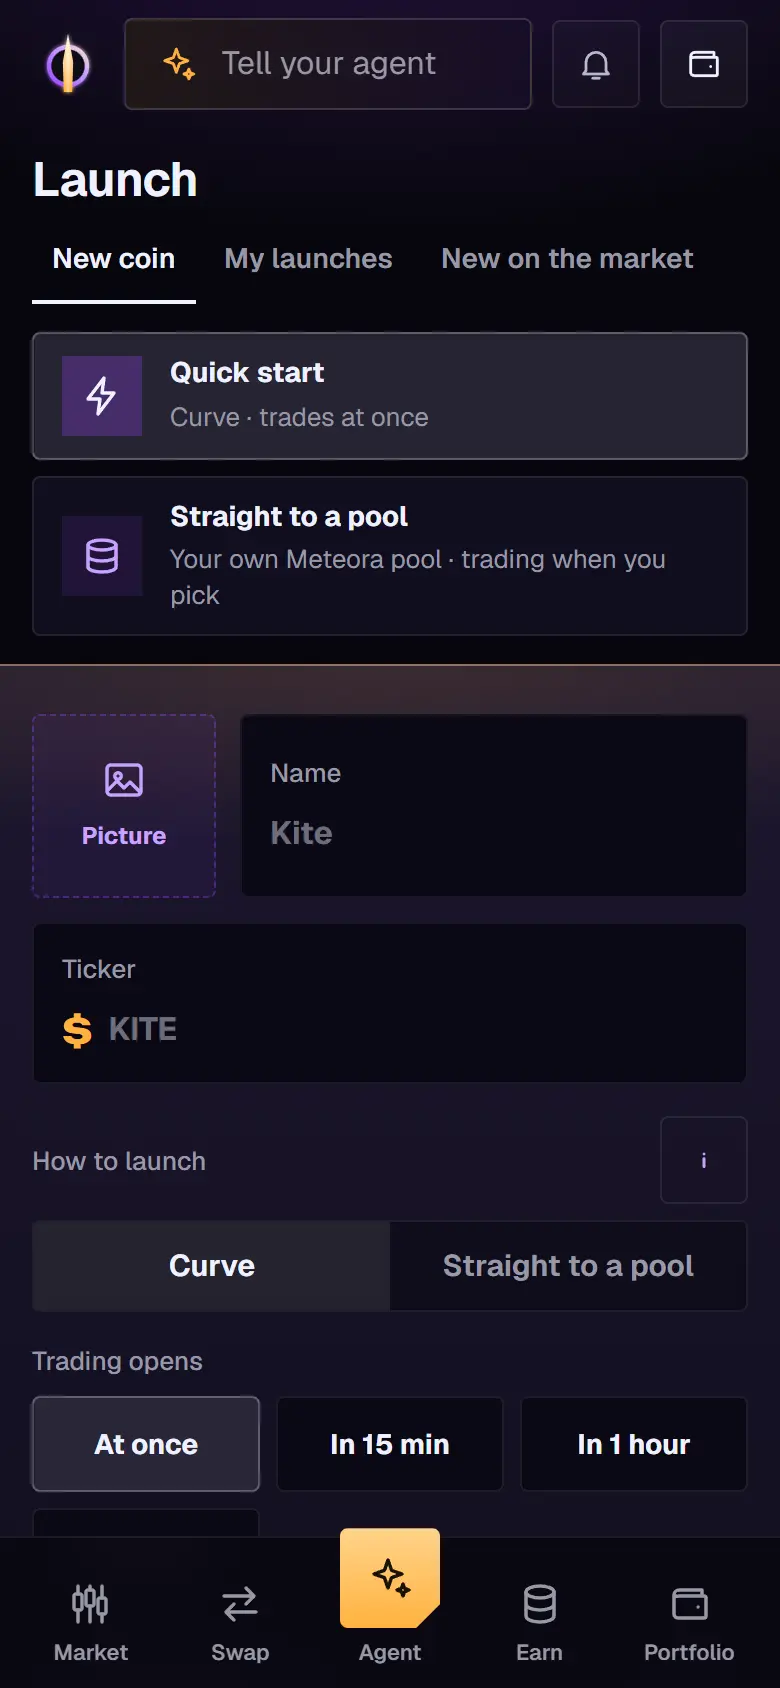 Tell your agent
Launch
New coin
My launches
New on the market
Quick start
Curve · trades at once
Straight to a pool
Your own Meteora pool · trading when you
pick
Picture
Name
Kite
Ticker
$ KITE
How to launch
i
Curve
Straight to a pool
Trading opens
At once
In 15 min
In 1 hour
Market
Swap
Agent
Earn
Portfolio